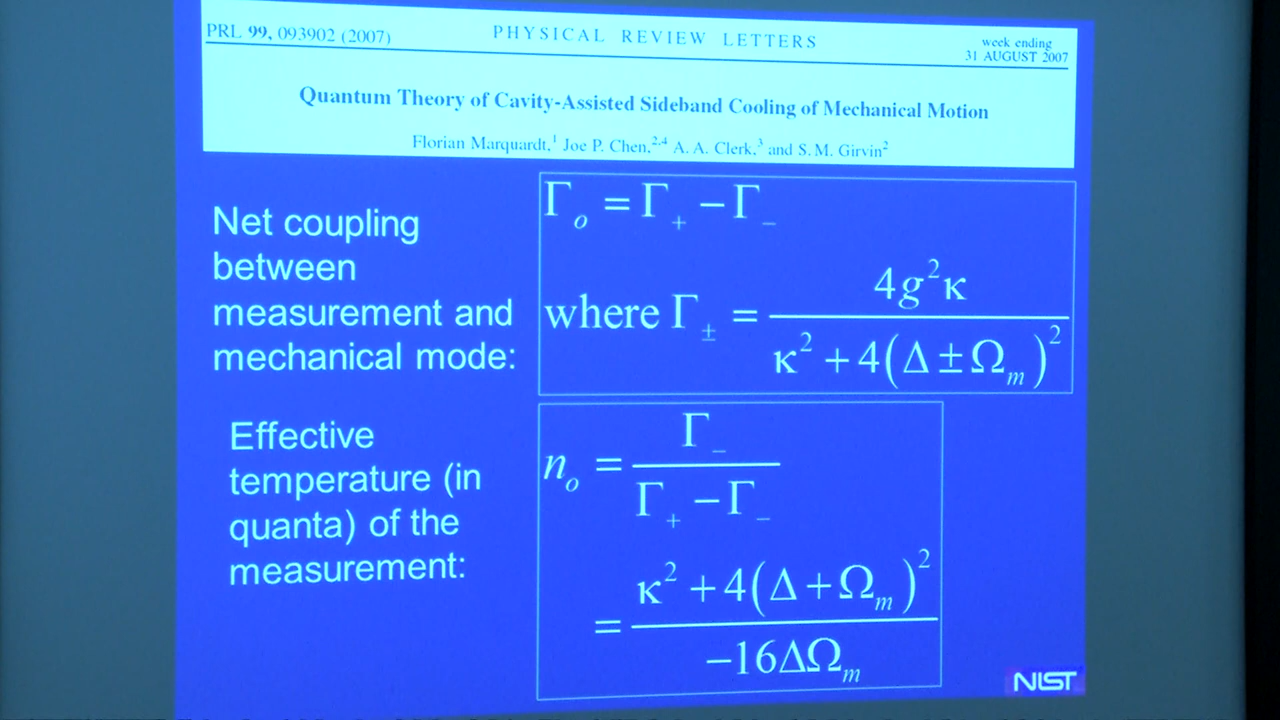 PRL 99, 093902 (2007)
PHYSICAL REVIEW LETTERS
week ending
31 AUGUST 2007
Quantum Theory of Cavity-Assisted Sideband Cooling of Mechanical Motion
Florian Marquardt,¹ Joe P. Chen,²,⁴ A. A. Clerk,³ and S. M. Girvin²
Net coupling
between
measurement and
mechanical mode:
Γₒ = Γ₊ − Γ₋
where Γ± = 4g²κ / (κ² + 4(Δ ± Ωₘ)²)
Effective
temperature (in
quanta) of the
measurement:
nₒ = Γ₋ / (Γ₊ − Γ₋)
= (κ² + 4(Δ + Ωₘ)²) / (−16ΔΩₘ)
NIST